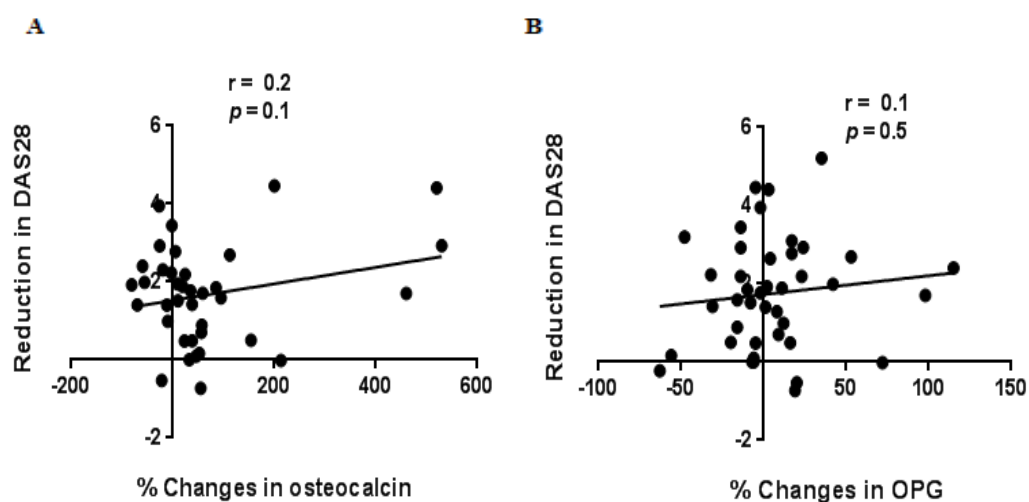 A
r = 0.2
p = 0.1
Reduction in DAS28
6
4
2
-2
-200
200
400
600
% Changes in osteocalcin
B
r = 0.1
p = 0.5
Reduction in DAS28
6
4
2
-2
-100
-50
0
50
100
150
% Changes in OPG